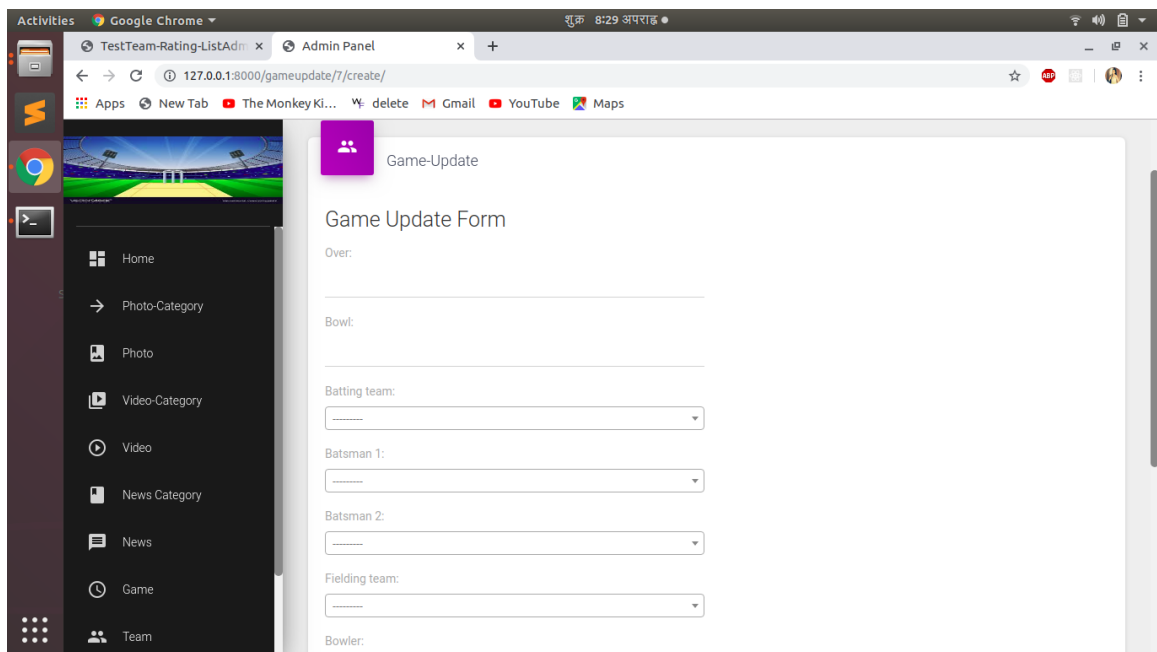 Activities Google Chrome शुक्र 8:29 अपराह्न
TestTeam-Rating-ListAdm Admin Panel
127.0.0.1:8000/gameupdate/7/create/
ABP
Apps New Tab The Monkey Ki... delete Gmail YouTube Maps
Game-Update
Game Update Form
Home
Over:
Photo-Category
Bowl:
Photo
Batting team:
Video-Category
---------
Video
Batsman 1:
---------
News Category
Batsman 2:
News
---------
Fielding team:
Game
---------
Team
Bowler: